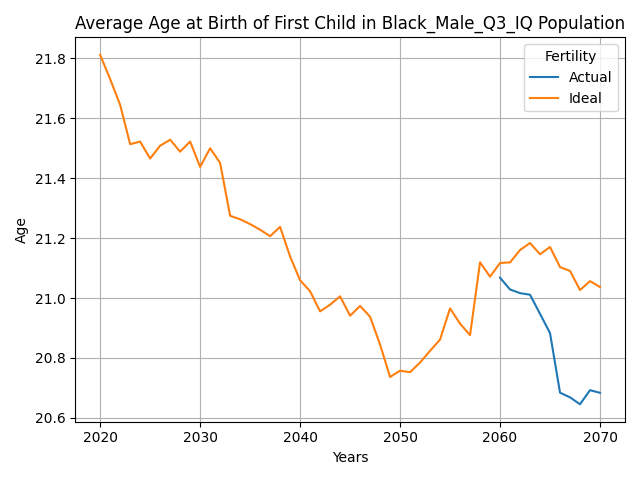 Average Age at Birth of First Child in Black_Male_Q3_IQ Population
Fertility
Actual
Ideal
21.8
21.6
21.4
21.2
21.0
20.8
20.6
Age
2020 2030 2040 2050 2060 2070
Years